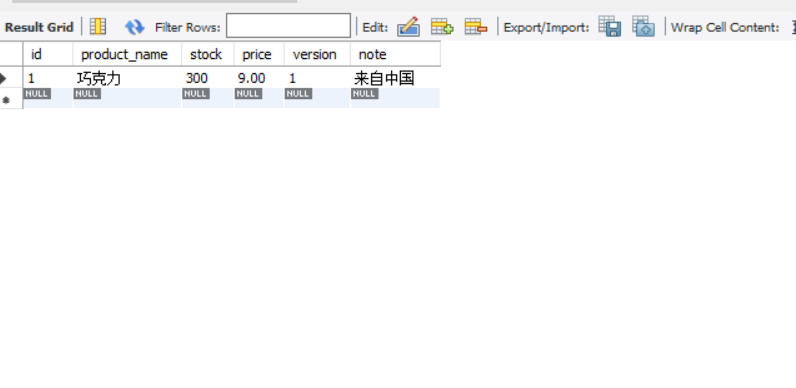 Result Grid Filter Rows: Edit: Export/Import: Wrap Cell Content:
id product_name stock price version note
1 巧克力 300 9.00 1 来自中国
NULL NULL NULL NULL NULL NULL